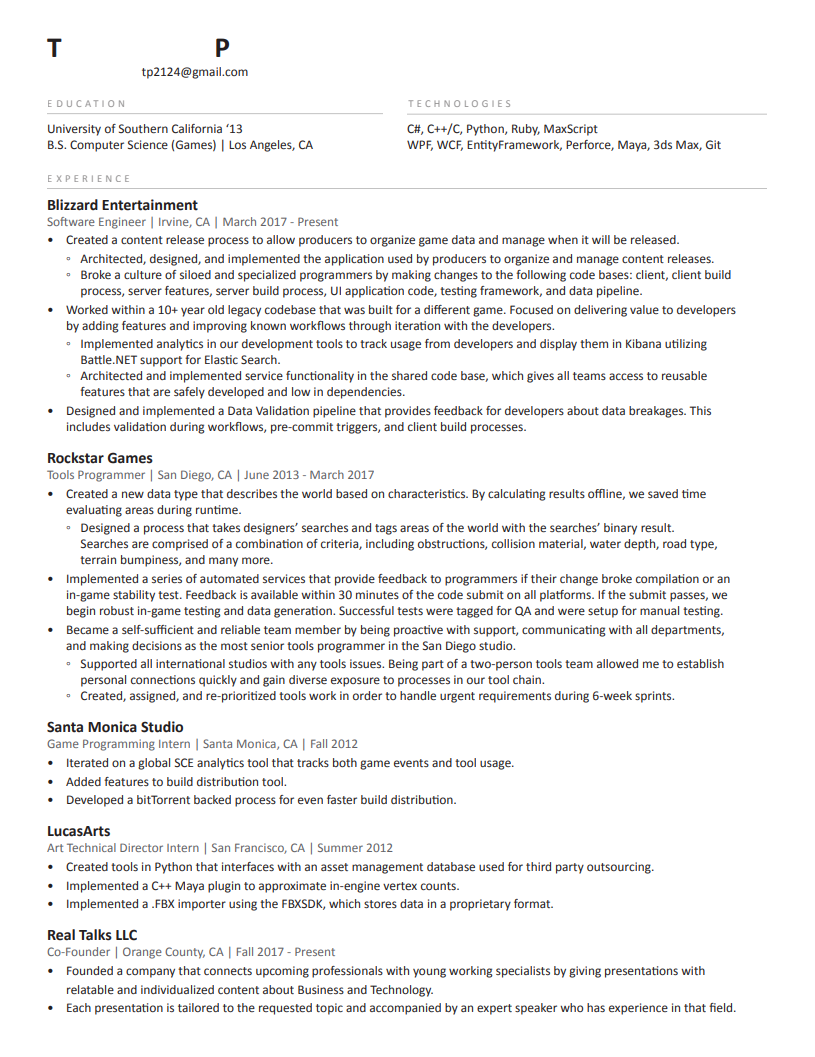 T P
tp2124@gmail.com
EDUCATION
University of Southern California ‘13
B.S. Computer Science (Games) | Los Angeles, CA
TECHNOLOGIES
C#, C++/C, Python, Ruby, MaxScript
WPF, WCF, EntityFramework, Perforce, Maya, 3ds Max, Git
EXPERIENCE
Blizzard Entertainment
Software Engineer | Irvine, CA | March 2017 - Present
• Created a content release process to allow producers to organize game data and manage when it will be released.
◦ Architected, designed, and implemented the application used by producers to organize and manage content releases.
◦ Broke a culture of siloed and specialized programmers by making changes to the following code bases: client, client build
process, server features, server build process, UI application code, testing framework, and data pipeline.
• Worked within a 10+ year old legacy codebase that was built for a different game. Focused on delivering value to developers
by adding features and improving known workflows through iteration with the developers.
◦ Implemented analytics in our development tools to track usage from developers and display them in Kibana utilizing
Battle.NET support for Elastic Search.
◦ Architected and implemented service functionality in the shared code base, which gives all teams access to reusable
features that are safely developed and low in dependencies.
• Designed and implemented a Data Validation pipeline that provides feedback for developers about data breakages. This
includes validation during workflows, pre-commit triggers, and client build processes.
Rockstar Games
Tools Programmer | San Diego, CA | June 2013 - March 2017
• Created a new data type that describes the world based on characteristics. By calculating results offline, we saved time
evaluating areas during runtime.
◦ Designed a process that takes designers’ searches and tags areas of the world with the searches’ binary result.
Searches are comprised of a combination of criteria, including obstructions, collision material, water depth, road type,
terrain bumpiness, and many more.
• Implemented a series of automated services that provide feedback to programmers if their change broke compilation or an
in-game stability test. Feedback is available within 30 minutes of the code submit on all platforms. If the submit passes, we
begin robust in-game testing and data generation. Successful tests were tagged for QA and were setup for manual testing.
• Became a self-sufficient and reliable team member by being proactive with support, communicating with all departments,
and making decisions as the most senior tools programmer in the San Diego studio.
◦ Supported all international studios with any tools issues. Being part of a two-person tools team allowed me to establish
personal connections quickly and gain diverse exposure to processes in our tool chain.
◦ Created, assigned, and re-prioritized tools work in order to handle urgent requirements during 6-week sprints.
Santa Monica Studio
Game Programming Intern | Santa Monica, CA | Fall 2012
• Iterated on a global SCE analytics tool that tracks both game events and tool usage.
• Added features to build distribution tool.
• Developed a bitTorrent backed process for even faster build distribution.
LucasArts
Art Technical Director Intern | San Francisco, CA | Summer 2012
• Created tools in Python that interfaces with an asset management database used for third party outsourcing.
• Implemented a C++ Maya plugin to approximate in-engine vertex counts.
• Implemented a .FBX importer using the FBXSDK, which stores data in a proprietary format.
Real Talks LLC
Co-Founder | Orange County, CA | Fall 2017 - Present
• Founded a company that connects upcoming professionals with young working specialists by giving presentations with
relatable and individualized content about Business and Technology.
• Each presentation is tailored to the requested topic and accompanied by an expert speaker who has experience in that field.